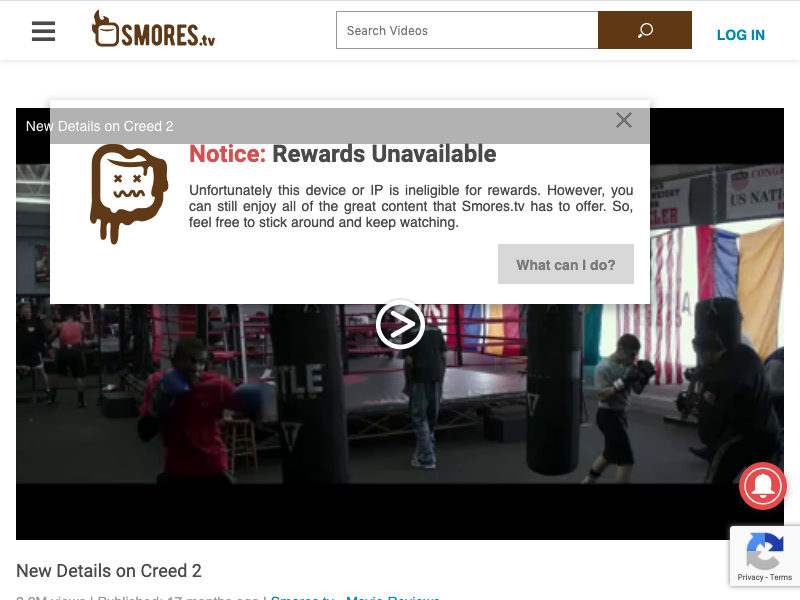 SMORES.tv
Search Videos
LOG IN
New Details on Creed 2
Notice: Rewards Unavailable
Unfortunately this device or IP is ineligible for rewards. However, you
can still enjoy all of the great content that Smores.tv has to offer. So,
feel free to stick around and keep watching.
What can I do?
US NATI
New Details on Creed 2
Privacy - Terms
2.2M views | Published: 17 months ago | Smores.tv - Movie Reviews